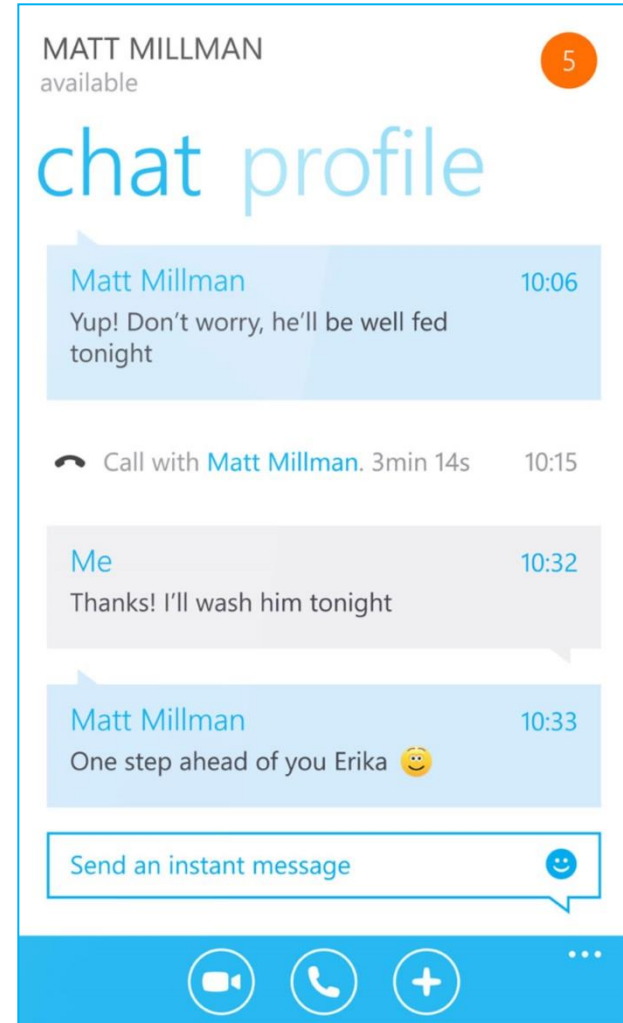 MATT MILLMAN
5
available
chat profile
Matt Millman 10:06
Yup! Don’t worry, he’ll be well fed
tonight
Call with Matt Millman. 3min 14s 10:15
Me 10:32
Thanks! I’ll wash him tonight
Matt Millman 10:33
One step ahead of you Erika
Send an instant message